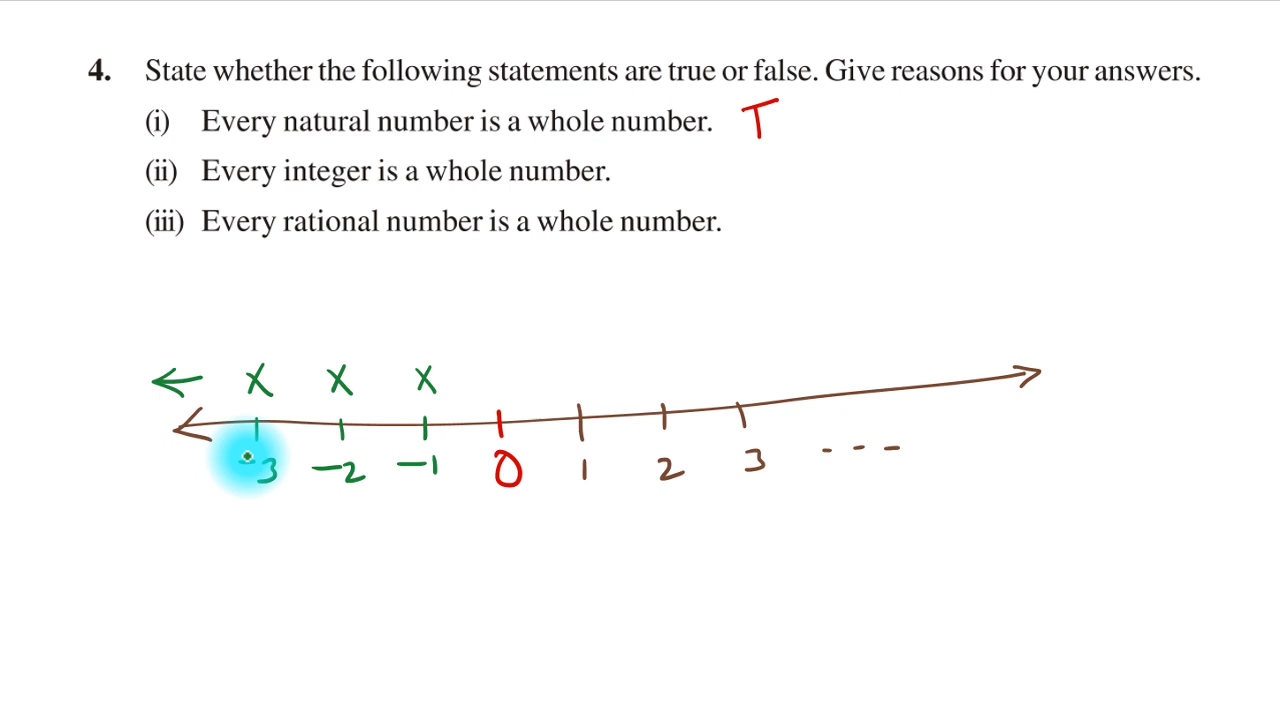 4. State whether the following statements are true or false. Give reasons for your answers.
(i) Every natural number is a whole number. T
(ii) Every integer is a whole number.
(iii) Every rational number is a whole number.
x x x
-3 -2 -1 0 1 2 3 - - -